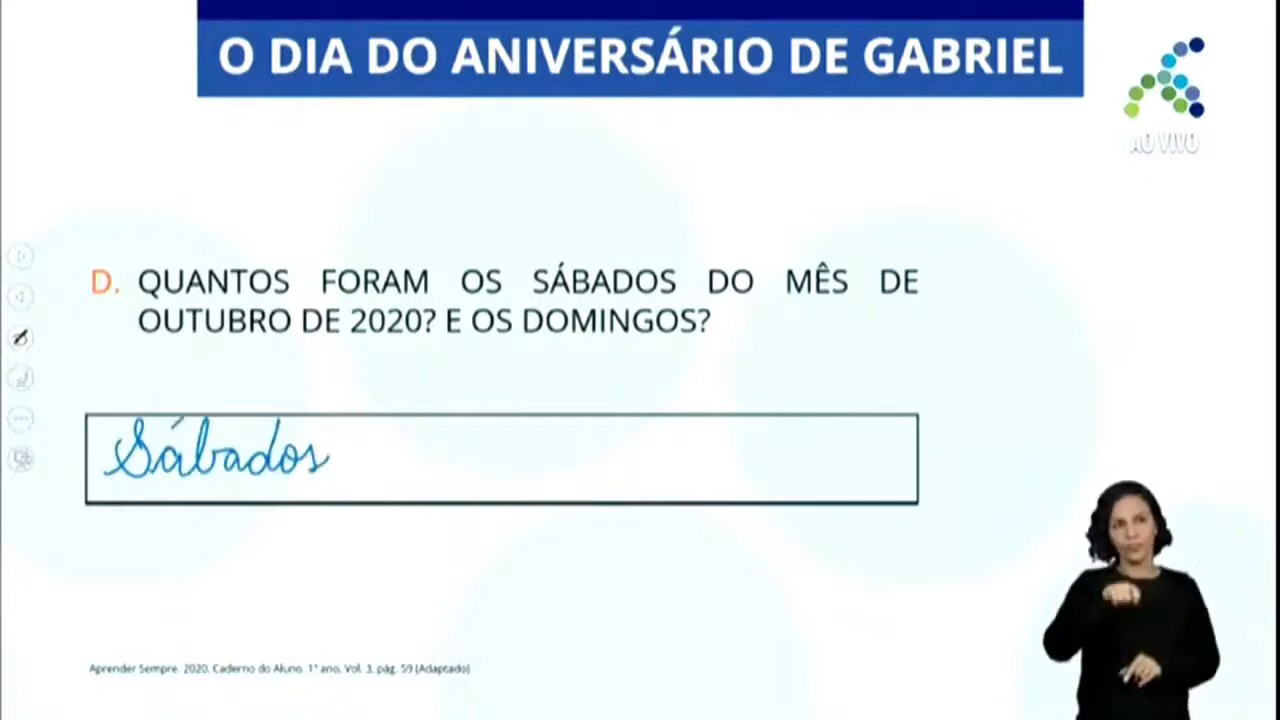 O DIA DO ANIVERSÁRIO DE GABRIEL
AO VIVO
D. QUANTOS FORAM OS SÁBADOS DO MÊS DE
OUTUBRO DE 2020? E OS DOMINGOS?
Sábados
Aprender Sempre. 2020. Caderno do Aluno. 1º ano. Vol. 3. pág. 59 (Adaptado)